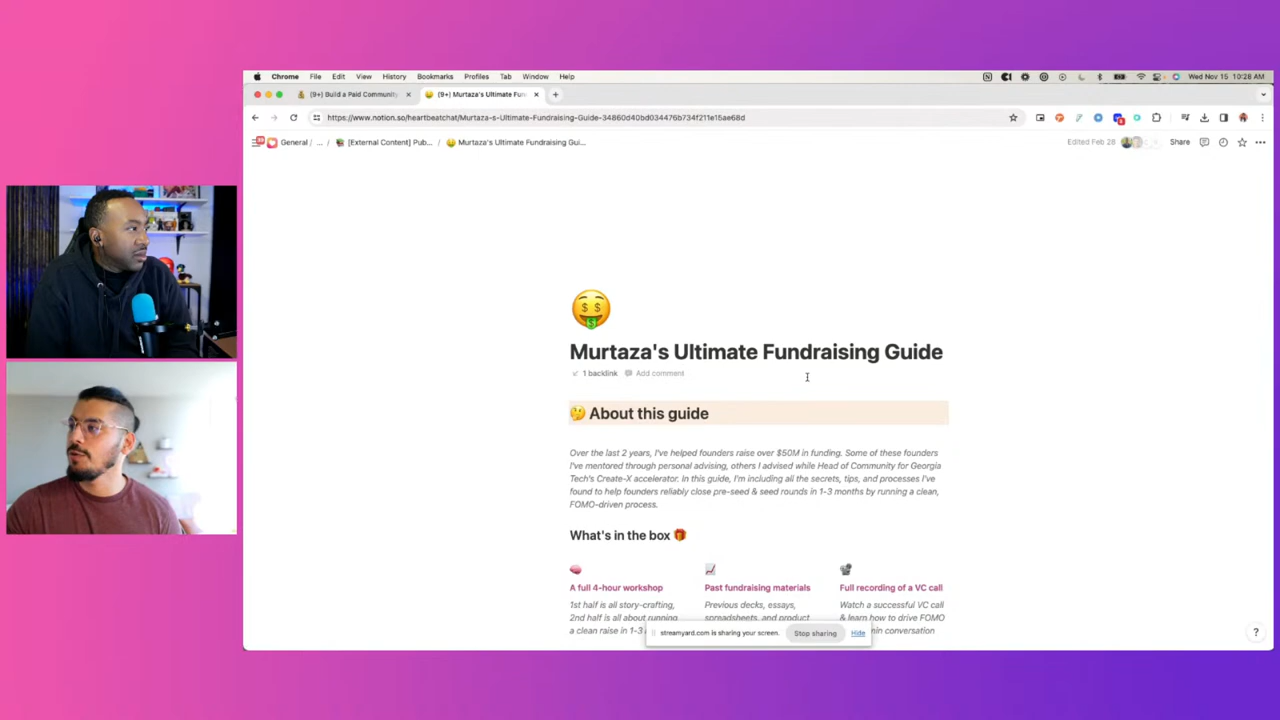 Chrome File Edit View History Bookmarks Profiles Tab Window Help Wed Nov 15 10:28 AM
(9+) Build a Paid Community
(9+) Murtaza's Ultimate Fun
https://www.notion.so/heartbeatchat/Murtaza-s-Ultimate-Fundraising-Guide-34860d40bd034476b734f211e15ae68d
General / ... / [External Content] Pub... / Murtaza's Ultimate Fundraising Gui... Edited Feb 28 Share
Murtaza's Ultimate Fundraising Guide
1 backlink Add comment
About this guide
Over the last 2 years, I've helped founders raise over $50M in funding. Some of these founders
I've mentored through personal advising, others I advised while Head of Community for Georgia
Tech's Create-X accelerator. In this guide, I'm including all the secrets, tips, and processes I've
found to help founders reliably close pre-seed & seed rounds in 1-3 months by running a clean,
FOMO-driven process.
What's in the box
A full 4-hour workshop
1st half is all story-crafting,
2nd half is all about running
a clean raise in 1-3
Past fundraising materials
Previous decks, essays,
spreadsheets, and product
Full recording of a VC call
Watch a successful VC call
& learn how to drive FOMO
in conversation
streamyard.com is sharing your screen. Stop sharing Hide
?